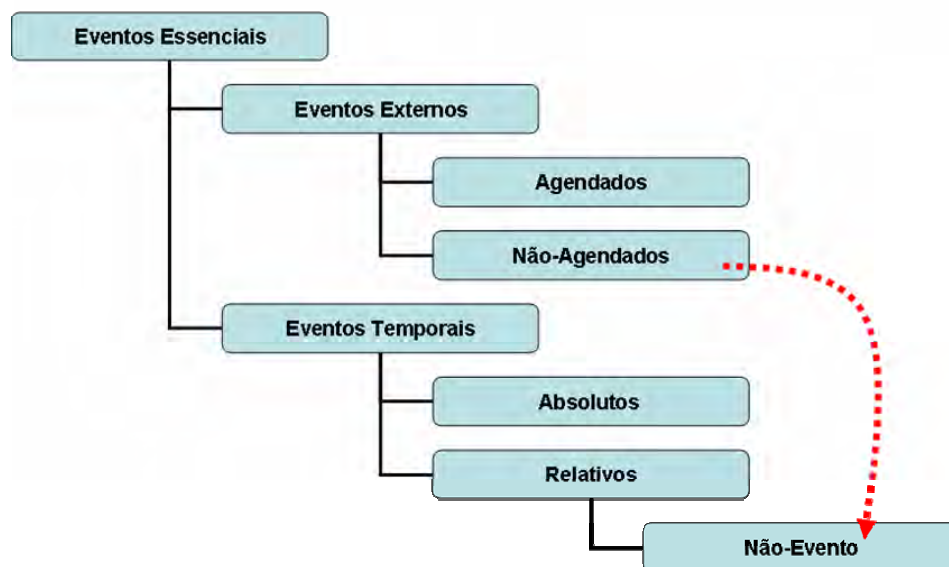 Eventos Essenciais
Eventos Externos
Agendados
Não-Agendados
Eventos Temporais
Absolutos
Relativos
Não-Evento